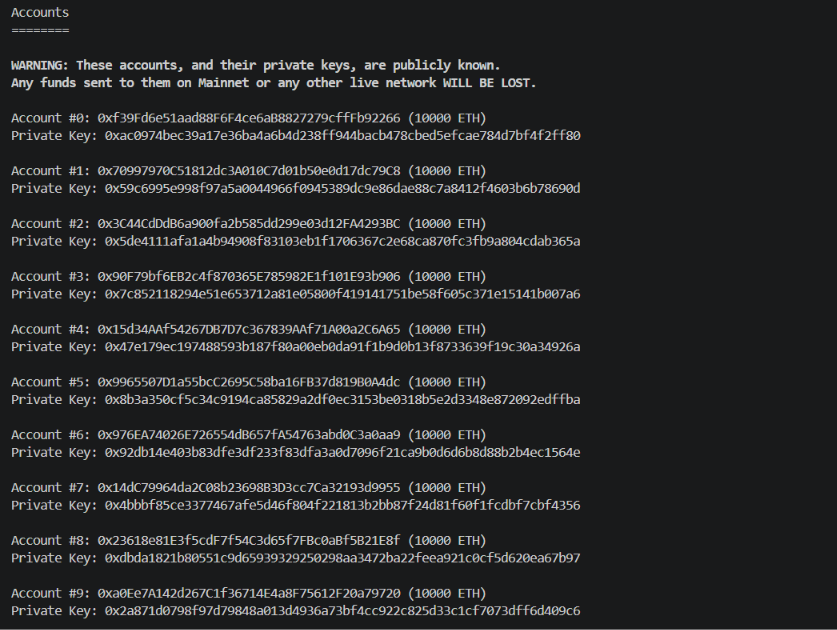 Accounts
========
WARNING: These accounts, and their private keys, are publicly known.
Any funds sent to them on Mainnet or any other live network WILL BE LOST.
Account #0: 0xf39Fd6e51aad88F6F4ce6aB8827279cffFb92266 (10000 ETH)
Private Key: 0xac0974bec39a17e36ba4a6b4d238ff944bacb478cbed5efcae784d7bf4f2ff80
Account #1: 0x70997970C51812dc3A010C7d01b50e0d17dc79C8 (10000 ETH)
Private Key: 0x59c6995e998f97a5a0044966f0945389dc9e86dae88c7a8412f4603b6b78690d
Account #2: 0x3C44CdDdB6a900fa2b585dd299e03d12FA4293BC (10000 ETH)
Private Key: 0x5de4111afa1a4b94908f83103eb1f1706367c2e68ca870fc3fb9a804cdab365a
Account #3: 0x90F79bf6EB2c4f870365E785982E1f101E93b906 (10000 ETH)
Private Key: 0x7c852118294e51e653712a81e05800f419141751be58f605c371e15141b007a6
Account #4: 0x15d34AAf54267DB7D7c367839AAf71A00a2C6A65 (10000 ETH)
Private Key: 0x47e179ec197488593b187f80a00eb0da91f1b9d0b13f8733639f19c30a34926a
Account #5: 0x9965507D1a55bcC2695C58ba16FB37d819B0A4dc (10000 ETH)
Private Key: 0x8b3a350cf5c34c9194ca85829a2df0ec3153be0318b5e2d3348e872092edffba
Account #6: 0x976EA74026E726554dB657fA54763abd0C3a0aa9 (10000 ETH)
Private Key: 0x92db14e403b83dfe3df233f83dfa3a0d7096f21ca9b0d6d6b8d88b2b4ec1564e
Account #7: 0x14dC79964da2C08b23698B3D3cc7Ca32193d9955 (10000 ETH)
Private Key: 0x4bbbf85ce3377467afe5d46f804f221813b2bb87f24d81f60f1fcdbf7cbf4356
Account #8: 0x23618e81E3f5cdF7f54C3d65f7FBc0aBf5B21E8f (10000 ETH)
Private Key: 0xdbda1821b80551c9d65939329250298aa3472ba22feea921c0cf5d620ea67b97
Account #9: 0xa0Ee7A142d267C1f36714E4a8F75612F20a79720 (10000 ETH)
Private Key: 0x2a871d0798f97d79848a013d4936a73bf4cc922c825d33c1cf7073dff6d409c6